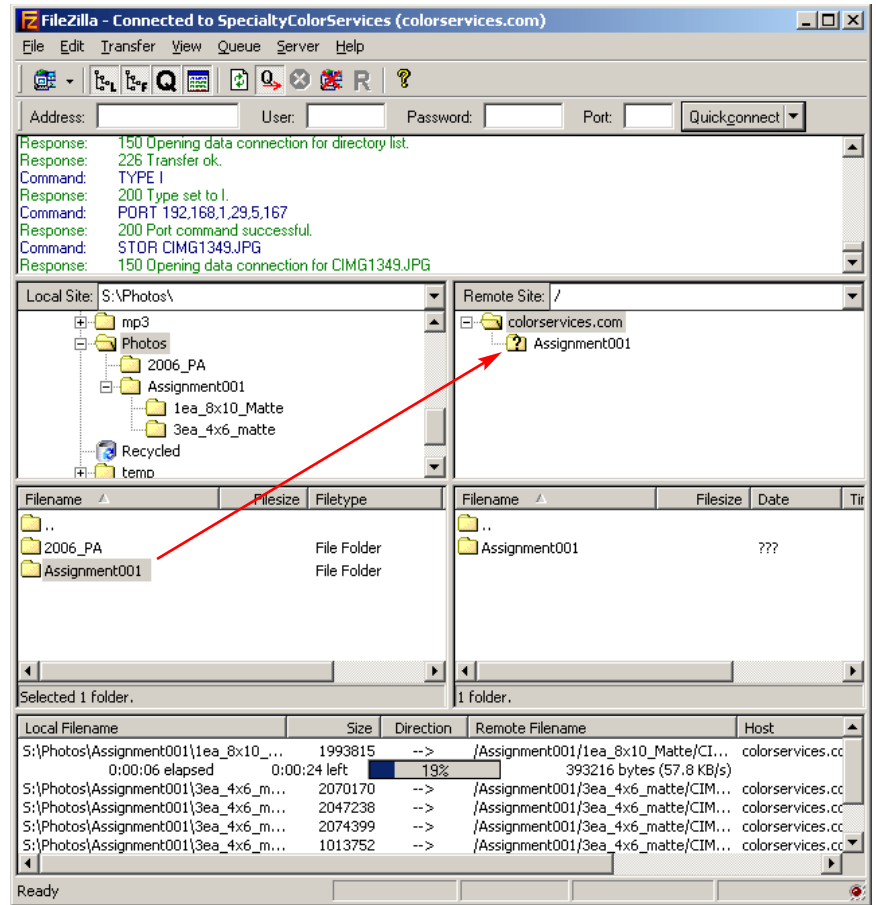 FileZilla - Connected to SpecialtyColorServices (colorservices.com)
File Edit Transfer View Queue Server Help
L F Q Q R ?
Address: User: Password: Port: Quickconnect
Response: 150 Opening data connection for directory list.
Response: 226 Transfer ok.
Command: TYPE I
Response: 200 Type set to I.
Command: PORT 192,168,1,29,5,167
Response: 200 Port command successful.
Command: STOR CIMG1349.JPG
Response: 150 Opening data connection for CIMG1349.JPG
Local Site: S:\Photos\
mp3
Photos
2006_PA
Assignment001
1ea_8x10_Matte
3ea_4x6_matte
Recycled
temp
Remote Site: /
colorservices.com
? Assignment001
Filename Filesize Filetype
..
2006_PA File Folder
Assignment001 File Folder
Selected 1 folder.
Filename Filesize Date Tir
..
Assignment001 ???
1 folder.
Local Filename Size Direction Remote Filename Host
S:\Photos\Assignment001\1ea_8x10_... 1993815 --> /Assignment001/1ea_8x10_Matte/CI... colorservices.cc
0:00:06 elapsed 0:00:24 left 19% 393216 bytes (57.8 KB/s)
S:\Photos\Assignment001\3ea_4x6_m... 2070170 --> /Assignment001/3ea_4x6_matte/CIM... colorservices.cc
S:\Photos\Assignment001\3ea_4x6_m... 2047238 --> /Assignment001/3ea_4x6_matte/CIM... colorservices.cc
S:\Photos\Assignment001\3ea_4x6_m... 2074399 --> /Assignment001/3ea_4x6_matte/CIM... colorservices.cc
S:\Photos\Assignment001\3ea_4x6_m... 1013752 --> /Assignment001/3ea_4x6_matte/CIM... colorservices.cc
Ready